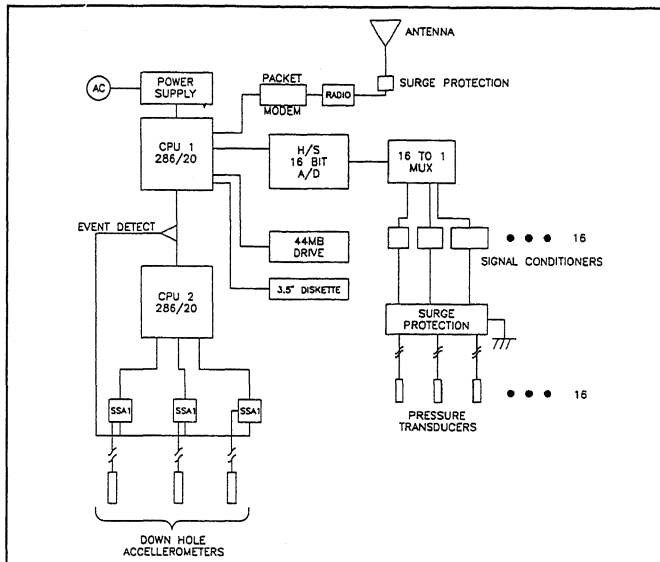 ANTENNA
SURGE PROTECTION
AC
POWER
SUPPLY
PACKET
MODEM
RADIO
CPU 1
286/20
H/S
16 BIT
A/D
16 TO 1
MUX
EVENT DETECT
44MB
DRIVE
3.5" DISKETTE
16
SIGNAL CONDITIONERS
CPU 2
286/20
SURGE
PROTECTION
SSA1
SSA1
SSA1
16
PRESSURE
TRANSDUCERS
DOWN HOLE
ACCELLEROMETERS